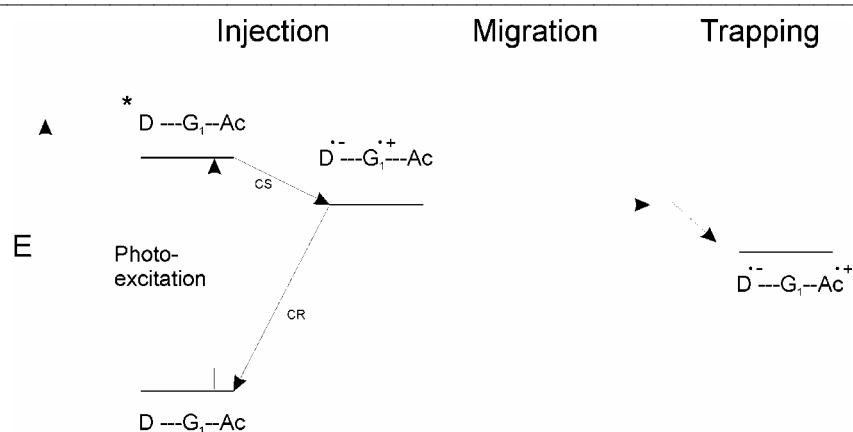 Injection Migration Trapping
* D ---G₁--Ac
D•- ---G₁•+---Ac
CS
E
Photo-
excitation
D•- ---G₁--Ac•+
CR
D ---G₁--Ac